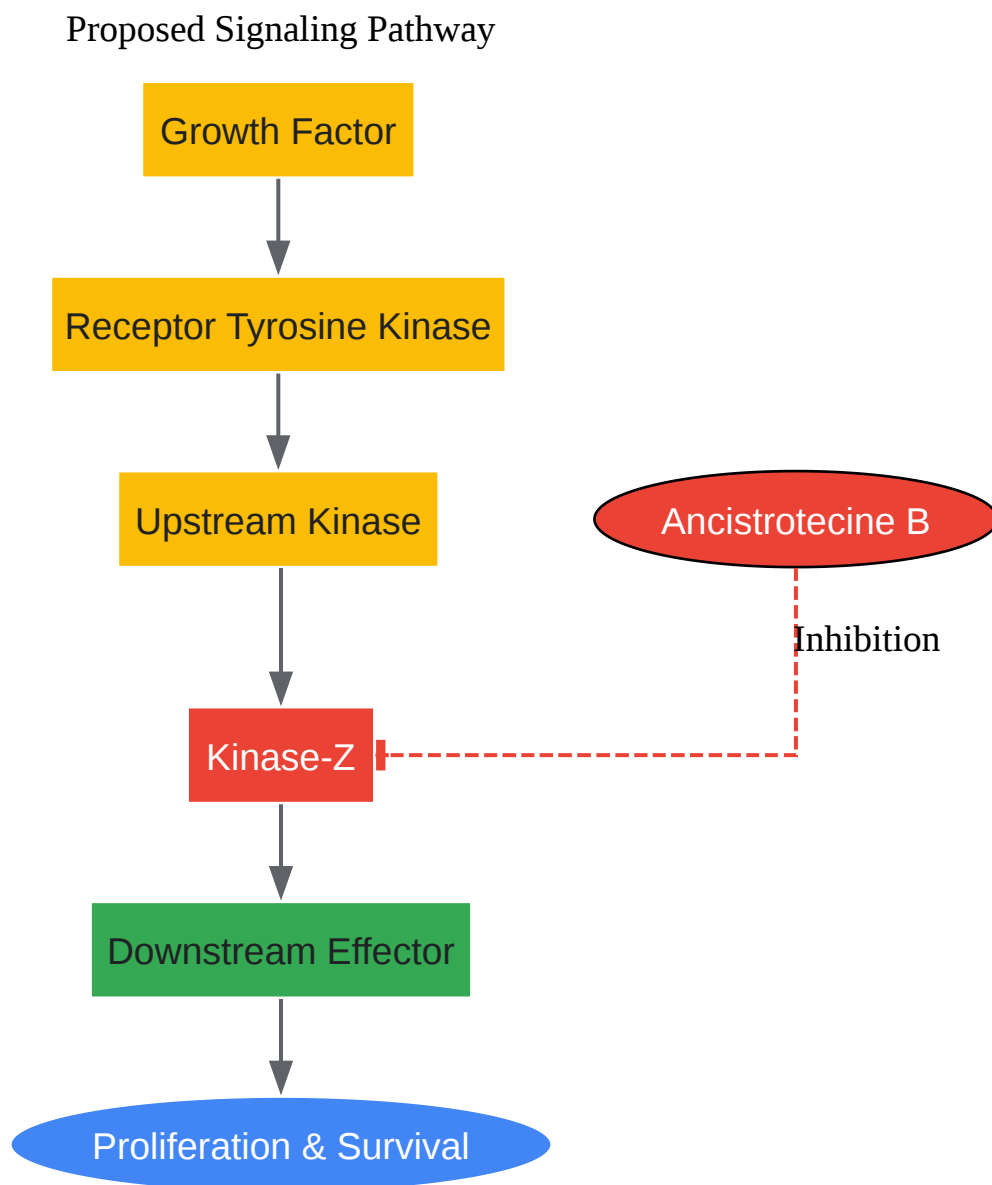 Proposed Signaling Pathway
Growth Factor
Receptor Tyrosine Kinase
Upstream Kinase
Ancistrotecine B
Inhibition
Kinase-Z
Downstream Effector
Proliferation & Survival